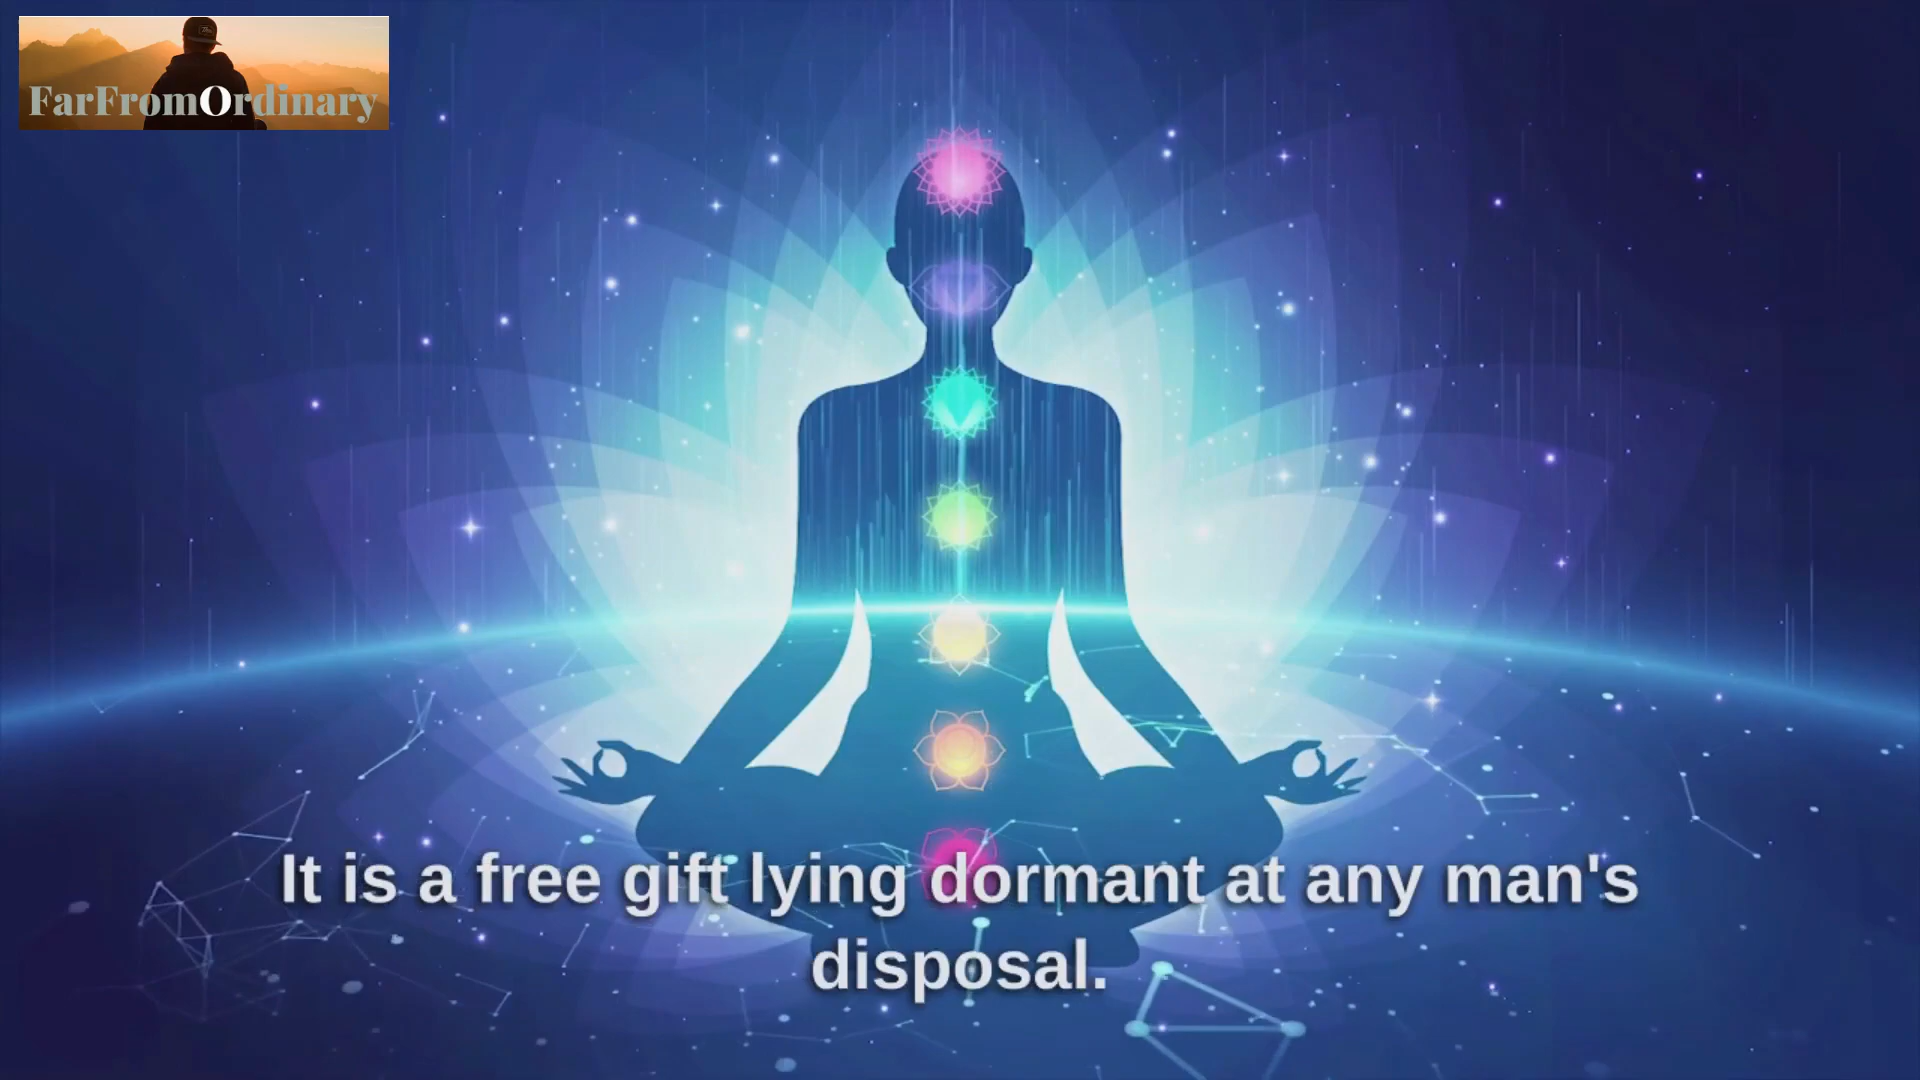 FarFromOrdinary
It is a free gift lying dormant at any man's
disposal.